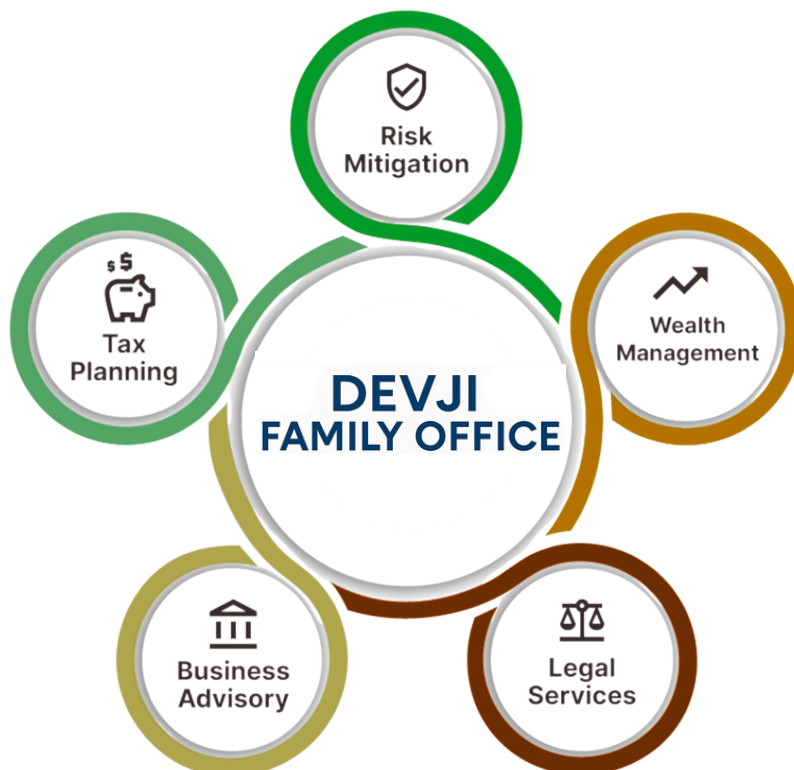 Risk
Mitigation
$ $
Tax
Planning
Wealth
Management
DEVJI
FAMILY OFFICE
Business
Advisory
Legal
Services